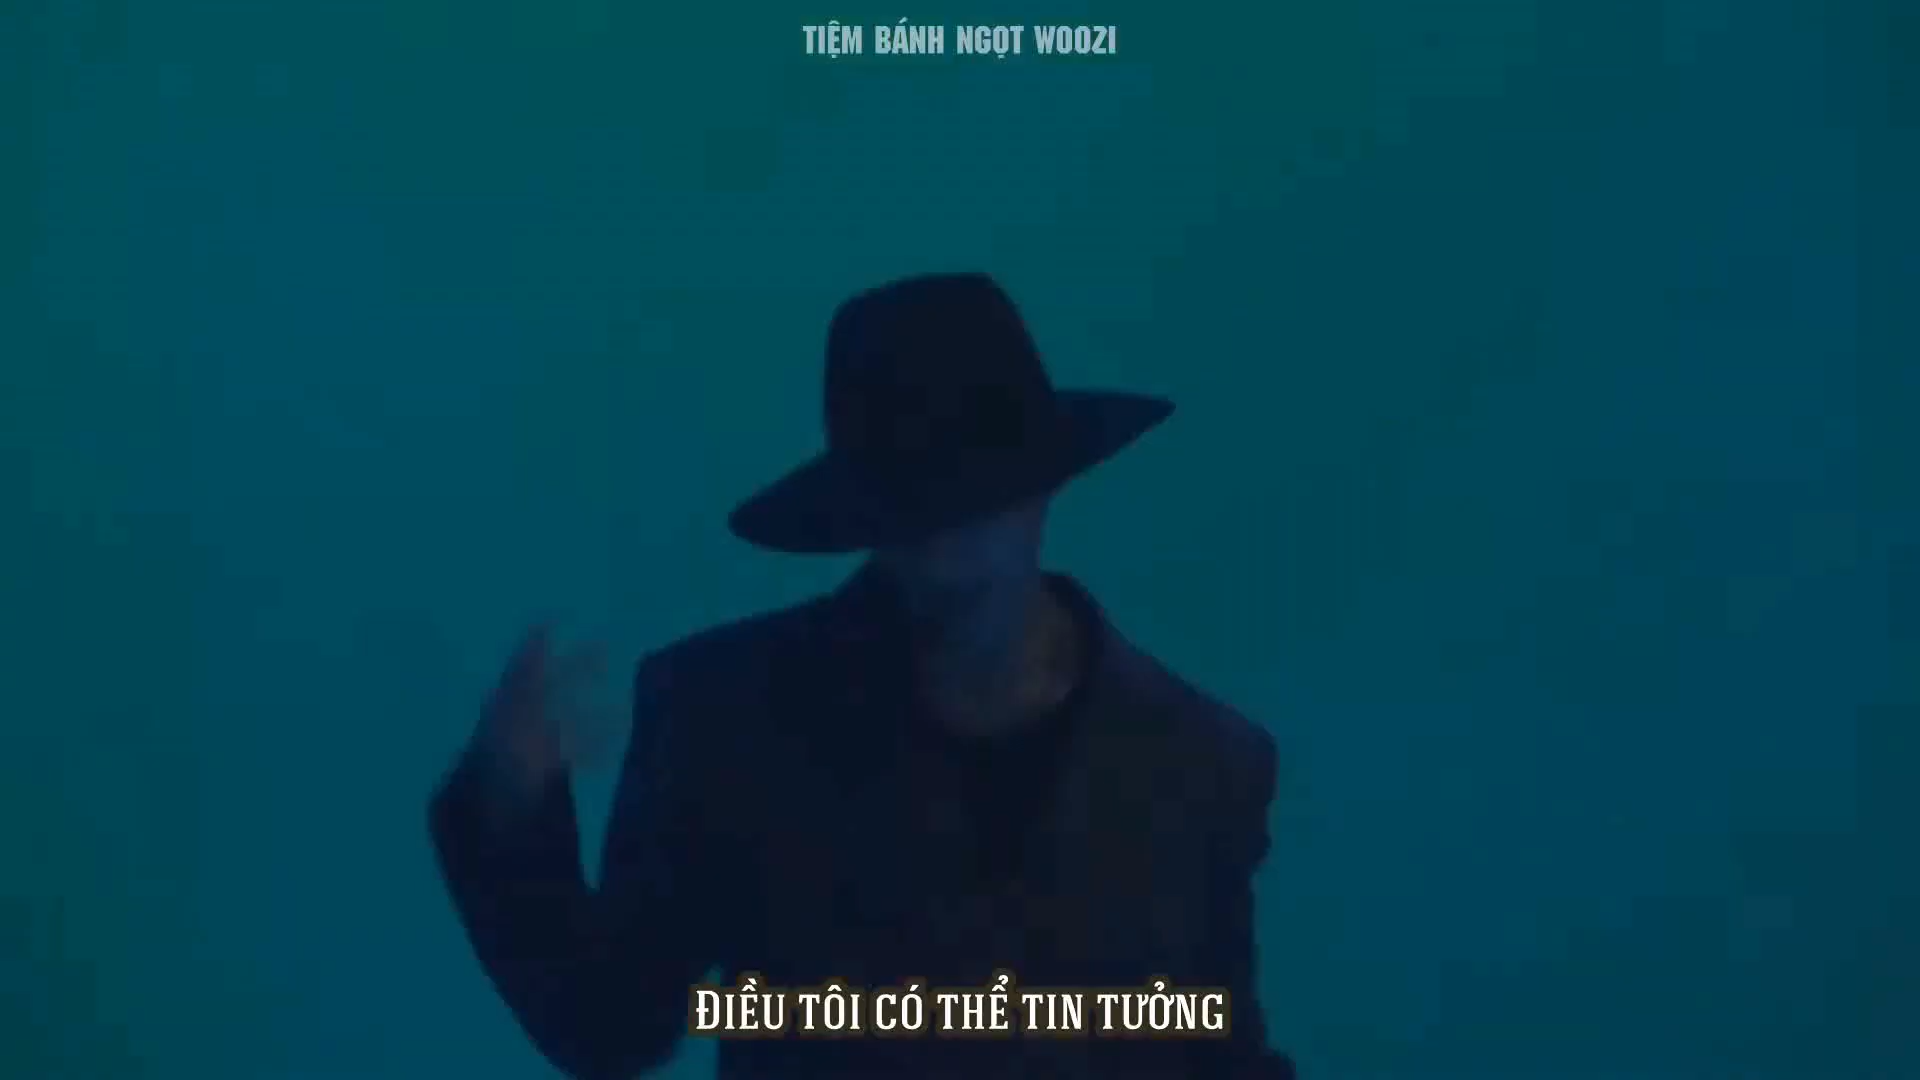 TIỆM BÁNH NGỌT WOOZI
ĐIỀU TÔI CÓ THỂ TIN TƯỞNG